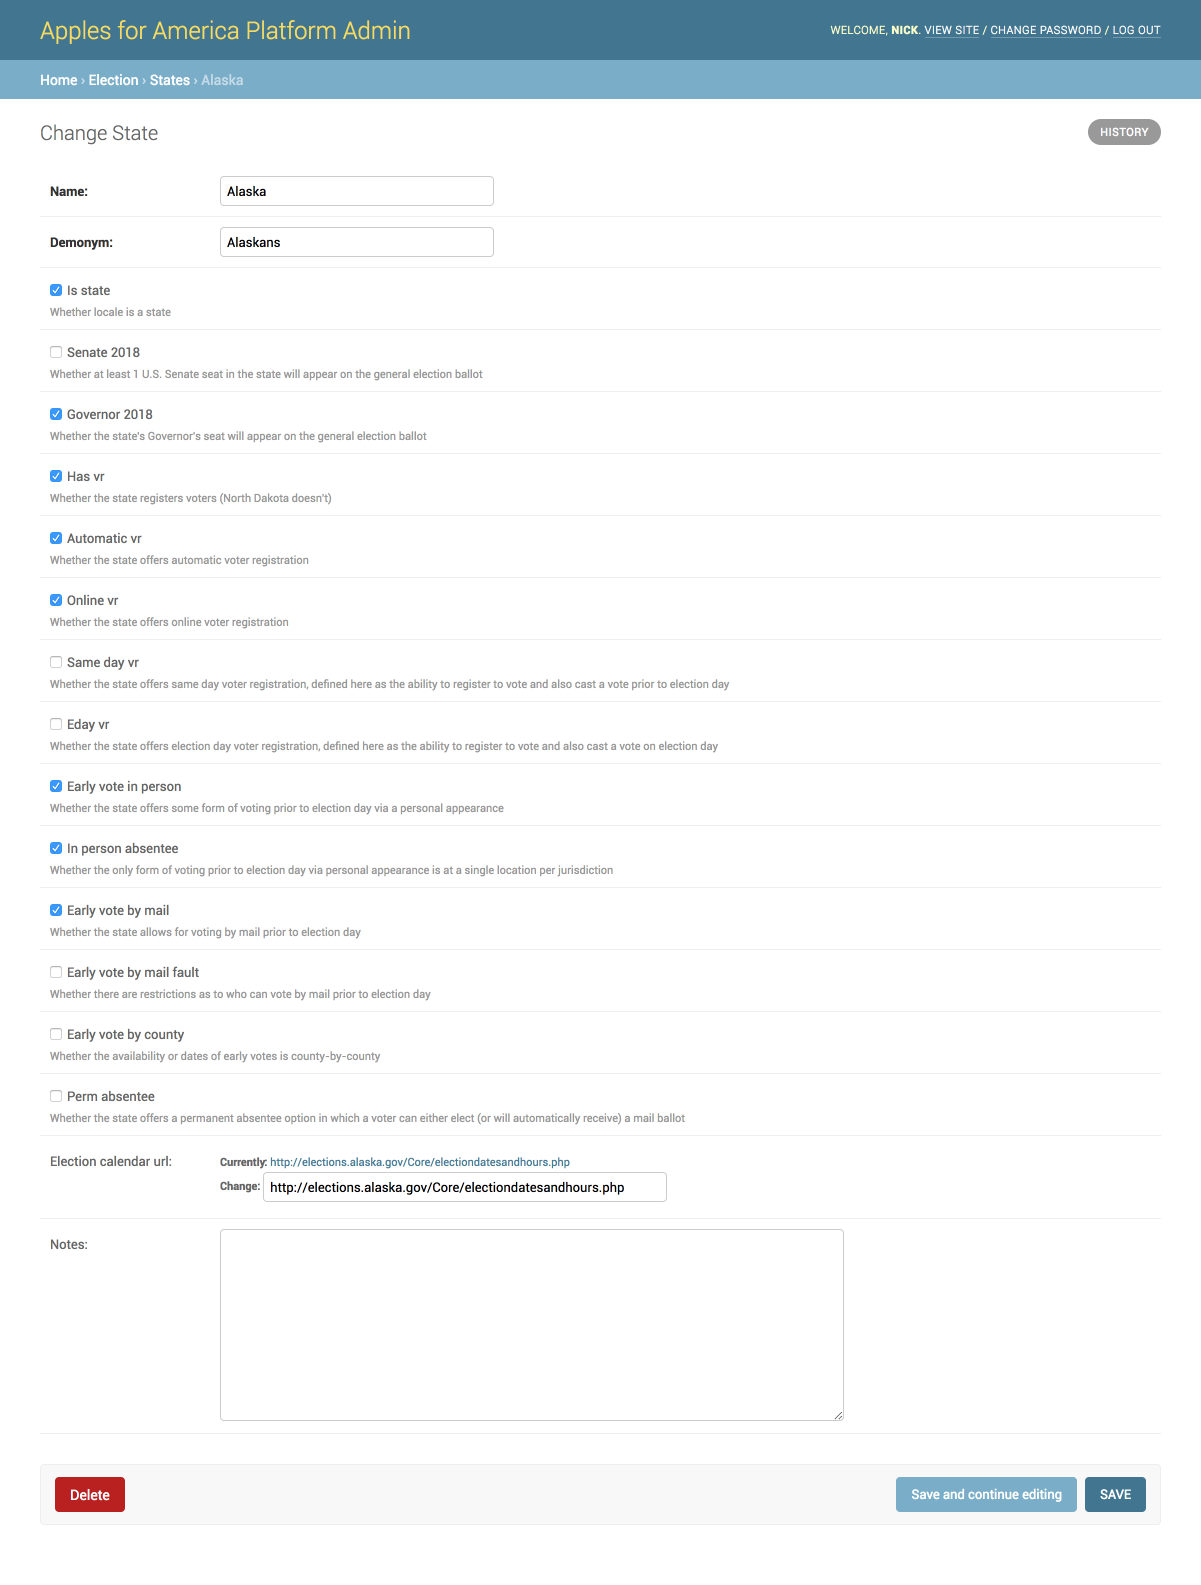 Apples for America Platform Admin
WELCOME, NICK. VIEW SITE / CHANGE PASSWORD / LOG OUT
Home › Election › States › Alaska
Change State
HISTORY
Name: Alaska
Demonym: Alaskans
Is state
Whether locale is a state
Senate 2018
Whether at least 1 U.S. Senate seat in the state will appear on the general election ballot
Governor 2018
Whether the state's Governor's seat will appear on the general election ballot
Has vr
Whether the state registers voters (North Dakota doesn't)
Automatic vr
Whether the state offers automatic voter registration
Online vr
Whether the state offers online voter registration
Same day vr
Whether the state offers same day voter registration, defined here as the ability to register to vote and also cast a vote prior to election day
Eday vr
Whether the state offers election day voter registration, defined here as the ability to register to vote and also cast a vote on election day
Early vote in person
Whether the state offers some form of voting prior to election day via a personal appearance
In person absentee
Whether the only form of voting prior to election day via personal appearance is at a single location per jurisdiction
Early vote by mail
Whether the state allows for voting by mail prior to election day
Early vote by mail fault
Whether there are restrictions as to who can vote by mail prior to election day
Early vote by county
Whether the availability or dates of early votes is county-by-county
Perm absentee
Whether the state offers a permanent absentee option in which a voter can either elect (or will automatically receive) a mail ballot
Election calendar url: Currently: http://elections.alaska.gov/Core/electiondatesandhours.php
Change: http://elections.alaska.gov/Core/electiondatesandhours.php
Notes:
Delete
Save and continue editing
SAVE